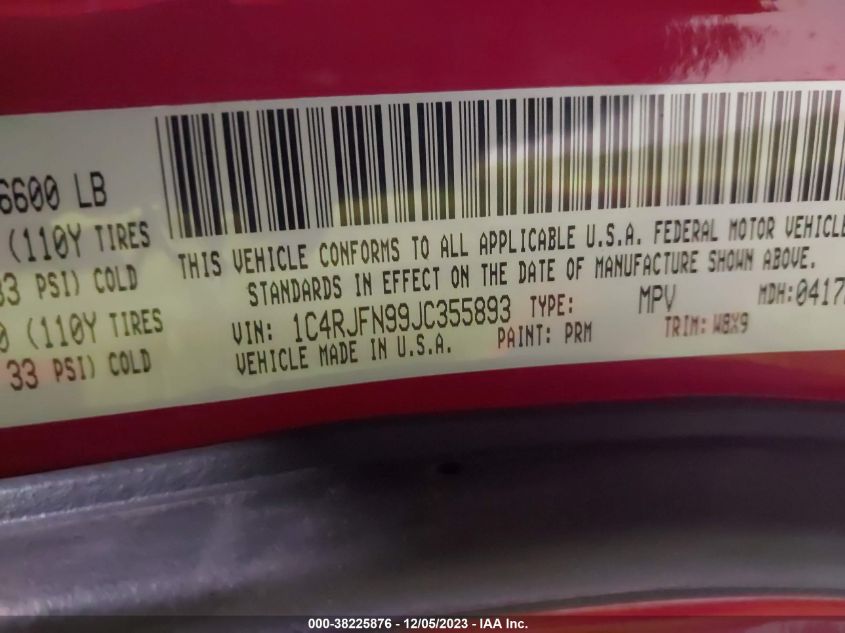 6600 LB
(110Y TIRES
33 PSI) COLD
0 (110Y TIRES
33 PSI) COLD
THIS VEHICLE CONFORMS TO ALL APPLICABLE U.S.A. FEDERAL MOTOR VEHICLE
STANDARDS IN EFFECT ON THE DATE OF MANUFACTURE SHOWN ABOVE.
VIN: 1C4RJFN99JC355893 TYPE: MPV MDH:0417
VEHICLE MADE IN U.S.A. PAINT: PRM TRIM: W8X9
000-38225876 - 12/05/2023 - IAA Inc.